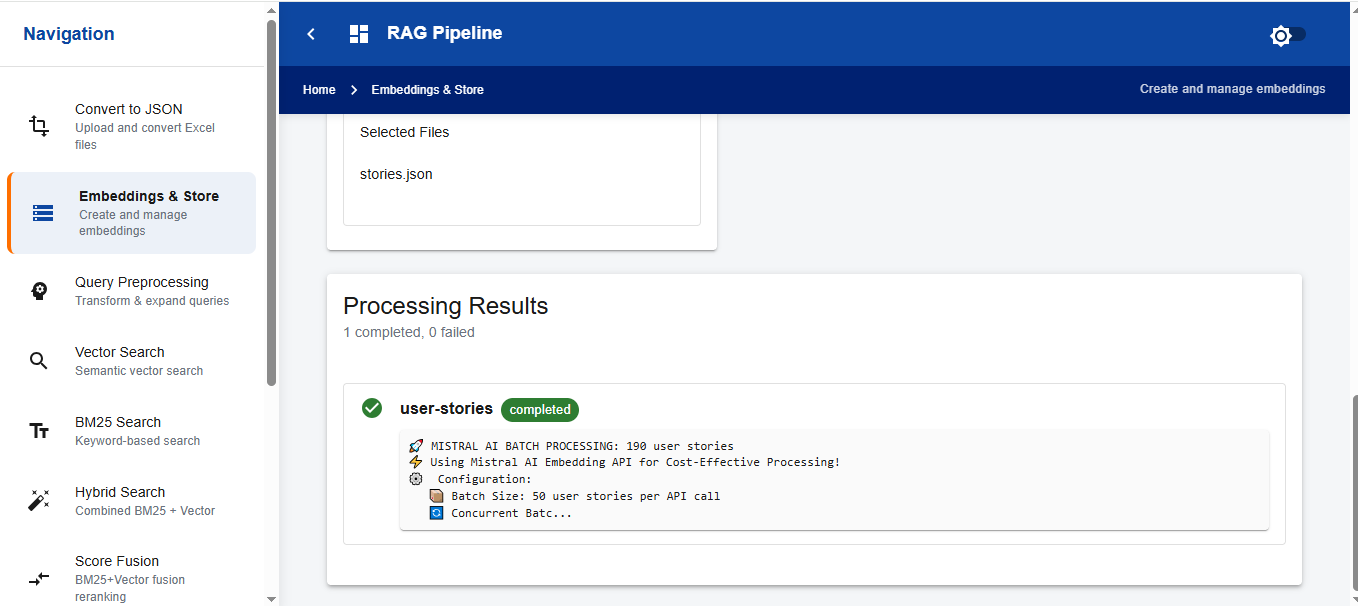 Navigation
Convert to JSON
Upload and convert Excel
files
Embeddings & Store
Create and manage
embeddings
Query Preprocessing
Transform & expand queries
Vector Search
Semantic vector search
BM25 Search
Keyword-based search
Hybrid Search
Combined BM25 + Vector
Score Fusion
BM25+Vector fusion
reranking
RAG Pipeline
Home > Embeddings & Store
Create and manage embeddings
Selected Files
stories.json
Processing Results
1 completed, 0 failed
user-stories completed
🚀 MISTRAL AI BATCH PROCESSING: 190 user stories
⚡ Using Mistral AI Embedding API for Cost-Effective Processing!
⚙️ Configuration:
📦 Batch Size: 50 user stories per API call
🔄 Concurrent Batc...